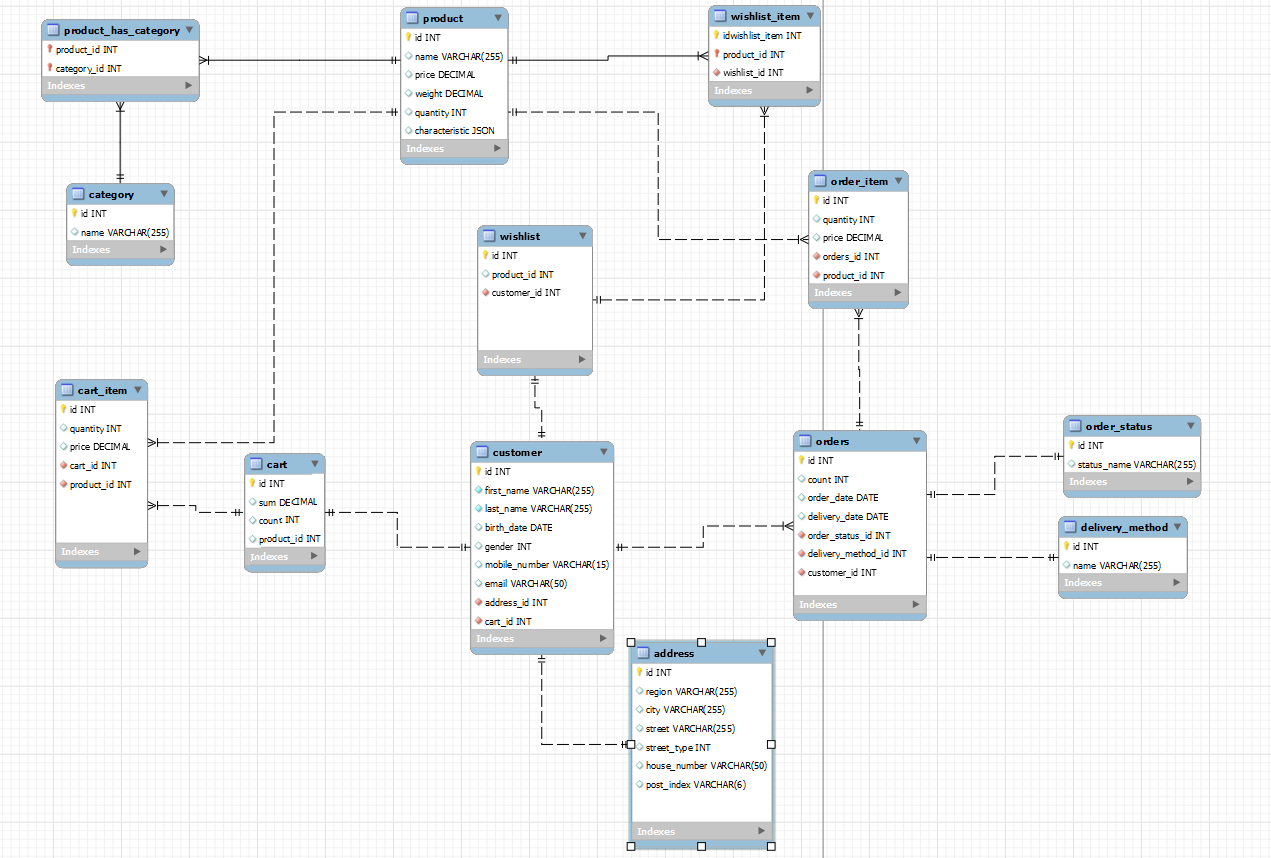 product_has_category
product_id INT
category_id INT
Indexes
product
id INT
name VARCHAR(255)
price DECIMAL
weight DECIMAL
quantity INT
characteristic JSON
Indexes
wishlist_item
idwishlist_item INT
product_id INT
wishlist_id INT
Indexes
category
id INT
name VARCHAR(255)
Indexes
wishlist
id INT
product_id INT
customer_id INT
Indexes
order_item
id INT
quantity INT
price DECIMAL
orders_id INT
product_id INT
Indexes
cart_item
id INT
quantity INT
price DECIMAL
cart_id INT
product_id INT
Indexes
cart
id INT
sum DECIMAL
count INT
product_id INT
Indexes
customer
id INT
first_name VARCHAR(255)
last_name VARCHAR(255)
birth_date DATE
gender INT
mobile_number VARCHAR(15)
email VARCHAR(50)
address_id INT
cart_id INT
Indexes
orders
id INT
count INT
order_date DATE
delivery_date DATE
order_status_id INT
delivery_method_id INT
customer_id INT
Indexes
order_status
id INT
status_name VARCHAR(255)
Indexes
delivery_method
id INT
name VARCHAR(255)
Indexes
address
id INT
region VARCHAR(255)
city VARCHAR(255)
street VARCHAR(255)
street_type INT
house_number VARCHAR(50)
post_index VARCHAR(6)
Indexes